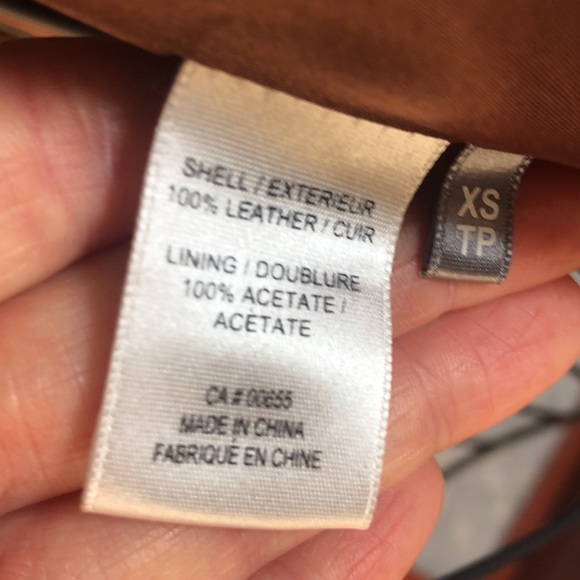 SHELL / EXTERIEUR
100% LEATHER / CUIR
LINING / DOUBLURE
100% ACETATE /
ACÉTATE
CA # 00655
MADE IN CHINA
FABRIQUÉ EN CHINE
XS
TP